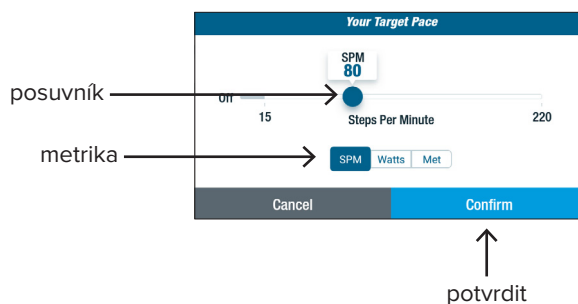 Your Target Pace
SPM
80
posuvník
Off
15
Steps Per Minute
220
metrika
SPM Watts Met
Cancel
Confirm
potvrdit